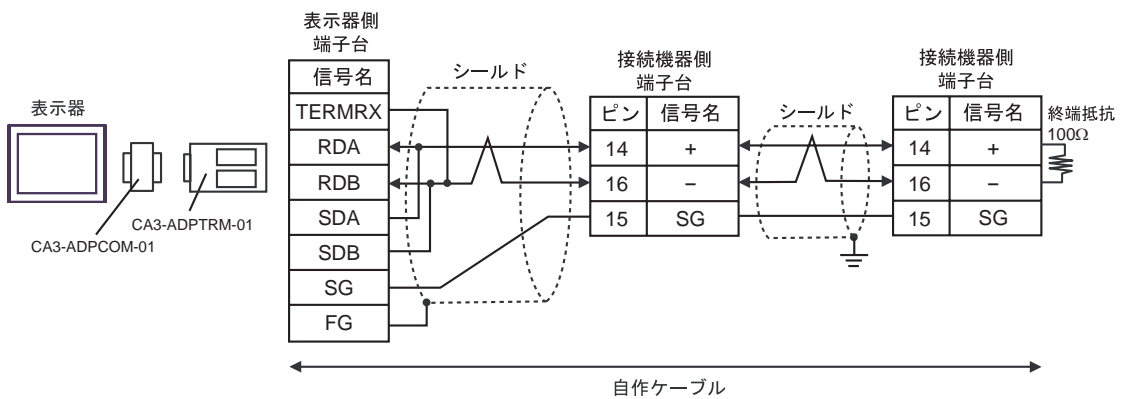 表示器
CA3-ADPCOM-01
CA3-ADPTRM-01
表示器側
端子台
信号名
TERMRX
RDA
RDB
SDA
SDB
SG
FG
シールド
接続機器側
端子台
ピン 信号名
14 +
16 −
15 SG
シールド
接続機器側
端子台
ピン 信号名
14 +
16 −
15 SG
終端抵抗
100Ω
自作ケーブル